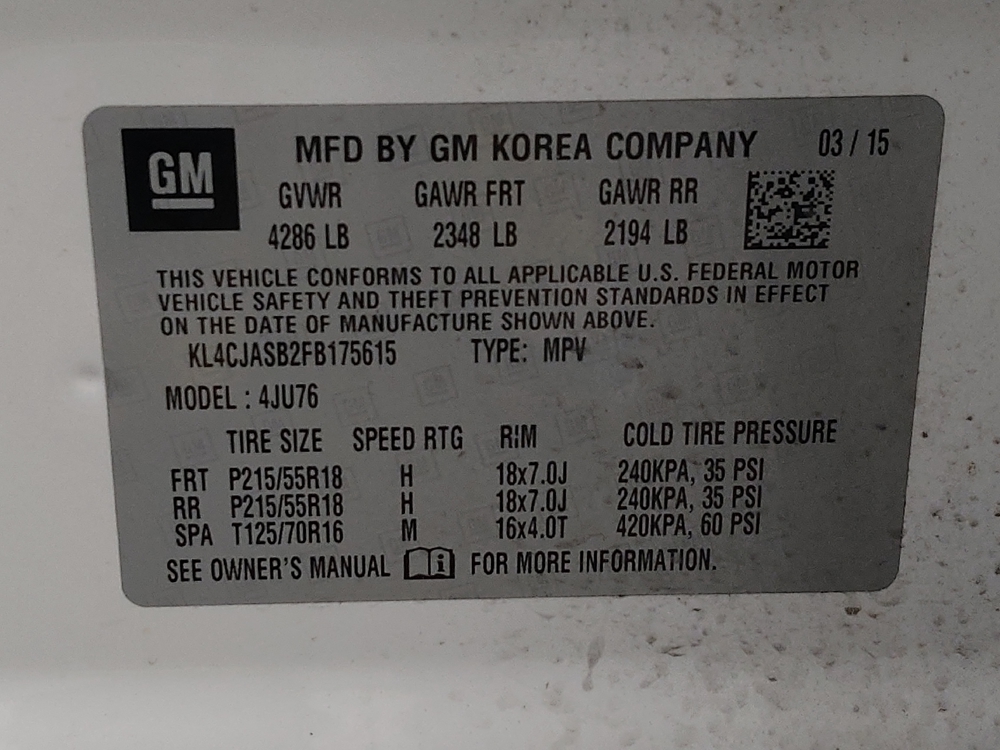 GM
MFD BY GM KOREA COMPANY 03 / 15
GVWR GAWR FRT GAWR RR
4286 LB 2348 LB 2194 LB
THIS VEHICLE CONFORMS TO ALL APPLICABLE U.S. FEDERAL MOTOR
VEHICLE SAFETY AND THEFT PREVENTION STANDARDS IN EFFECT
ON THE DATE OF MANUFACTURE SHOWN ABOVE.
KL4CJASB2FB175615 TYPE: MPV
MODEL : 4JU76
TIRE SIZE SPEED RTG RIM COLD TIRE PRESSURE
FRT P215/55R18 H 18x7.0J 240KPA, 35 PSI
RR P215/55R18 H 18x7.0J 240KPA, 35 PSI
SPA T125/70R16 M 16x4.0T 420KPA, 60 PSI
SEE OWNER'S MANUAL i FOR MORE INFORMATION.